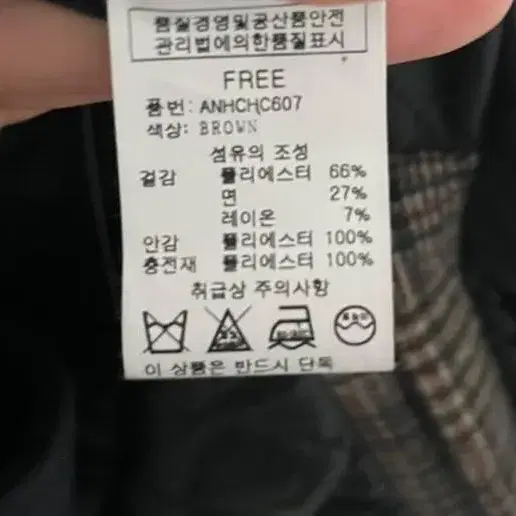 품질경영및공산품안전
관리법에의한품질표시
FREE
품번: ANHCHC607
색상: BROWN
섬유의 조성
겉감 폴리에스터 66%
면 27%
레이온 7%
안감 폴리에스터 100%
충전재 폴리에스터 100%
취급상 주의사항
이 상품은 반드시 단독